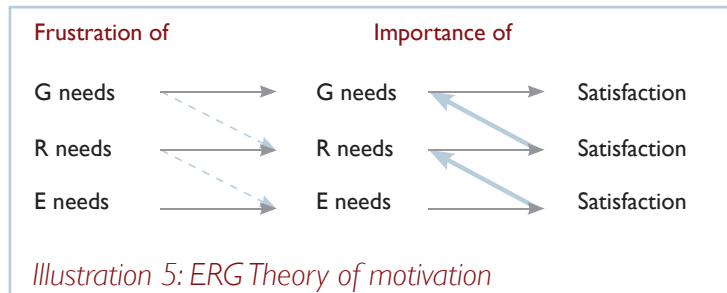 Frustration of Importance of
G needs G needs Satisfaction
R needs R needs Satisfaction
E needs E needs Satisfaction
Illustration 5: ERG Theory of motivation